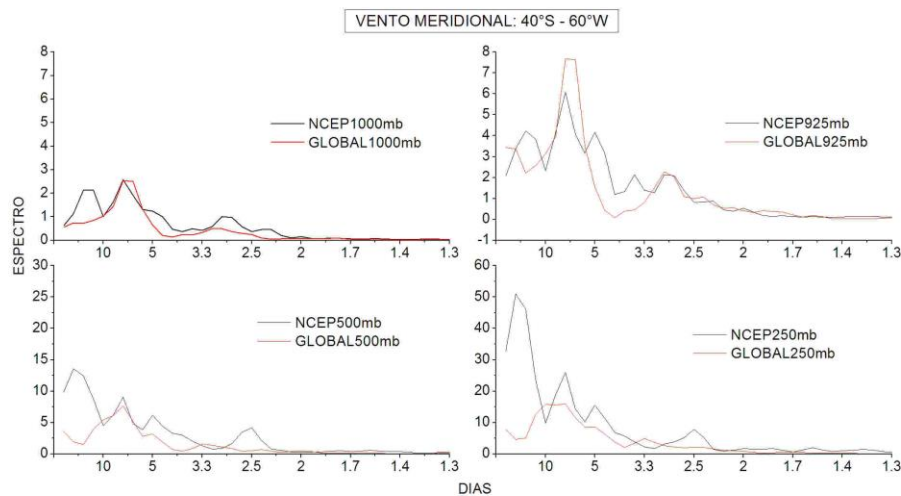 VENTO MERIDIONAL: 40°S - 60°W
ESPECTRO
8
7
6
5
4
3
2
1
0
NCEP1000mb
GLOBAL1000mb
10 5 3.3 2.5 2 1.7 1.4 1.3
8
7
6
5
4
3
2
1
0
-1
NCEP925mb
GLOBAL925mb
10 5 3.3 2.5 2 1.7 1.4 1.3
30
25
20
15
10
5
0
NCEP500mb
GLOBAL500mb
10 5 3.3 2.5 2 1.7 1.4 1.3
60
50
40
30
20
10
0
NCEP250mb
GLOBAL250mb
10 5 3.3 2.5 2 1.7 1.4 1.3
DIAS